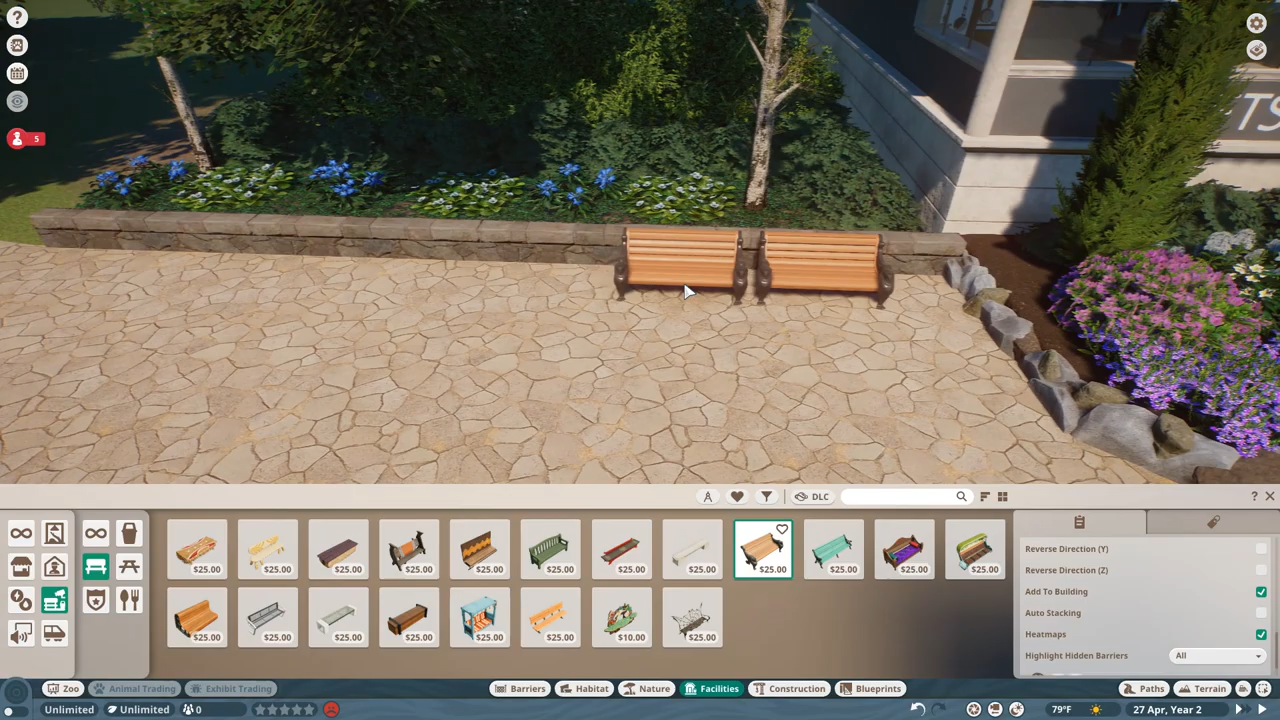 ?
5
TS
DLC
? ×
$25.00 $25.00 $25.00 $25.00 $25.00 $25.00 $25.00 $25.00 $25.00 $25.00 $25.00 $25.00
$25.00 $25.00 $25.00 $25.00 $25.00 $25.00 $10.00 $25.00
Reverse Direction (Y)
Reverse Direction (Z)
Add To Building
Auto Stacking
Heatmaps
Highlight Hidden Barriers All
Zoo Animal Trading Exhibit Trading Barriers Habitat Nature Facilities Construction Blueprints Paths Terrain
Unlimited Unlimited 0 79°F 27 Apr, Year 2